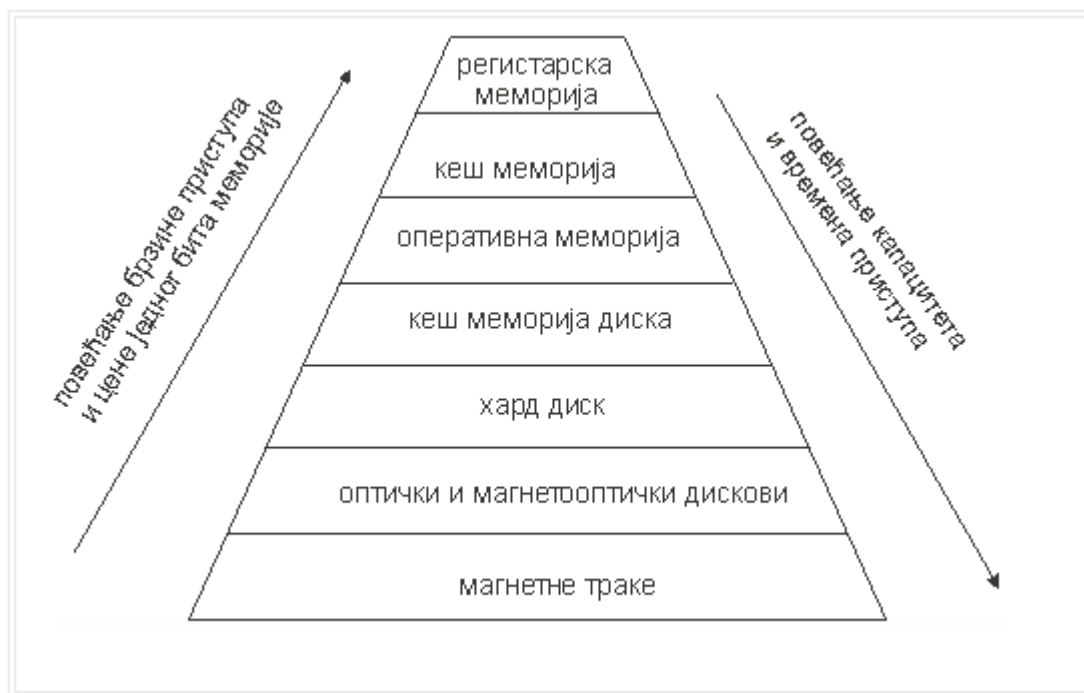 регистарска
меморија
кеш меморија
оперативна меморија
кеш меморија диска
хард диск
оптички и магнетооптички дискови
магнетне траке
повећање брзине приступа
и цене једног бита меморије
повећање капацитета
и времена приступа